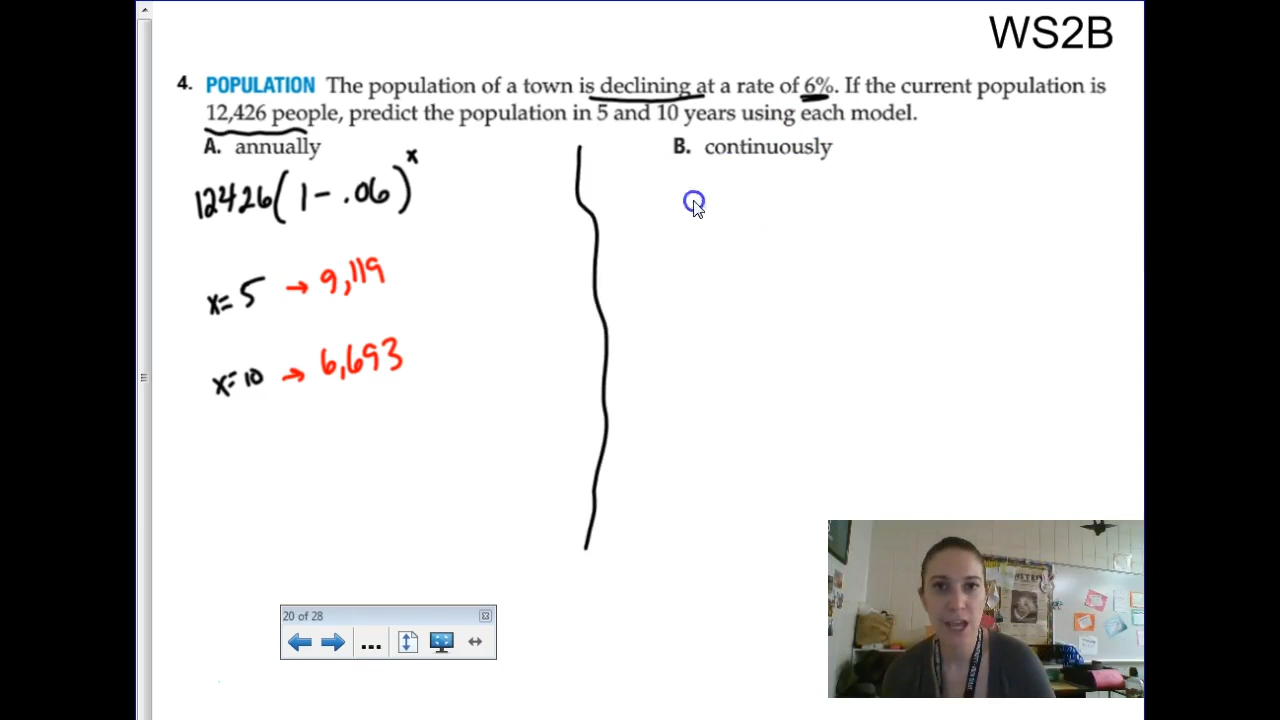 WS2B
4. POPULATION The population of a town is declining at a rate of 6%. If the current population is
12,426 people, predict the population in 5 and 10 years using each model.
A. annually
B. continuously
12426(1-.06)^x
x=5 → 9,119
x=10 → 6,693
20 of 28
...